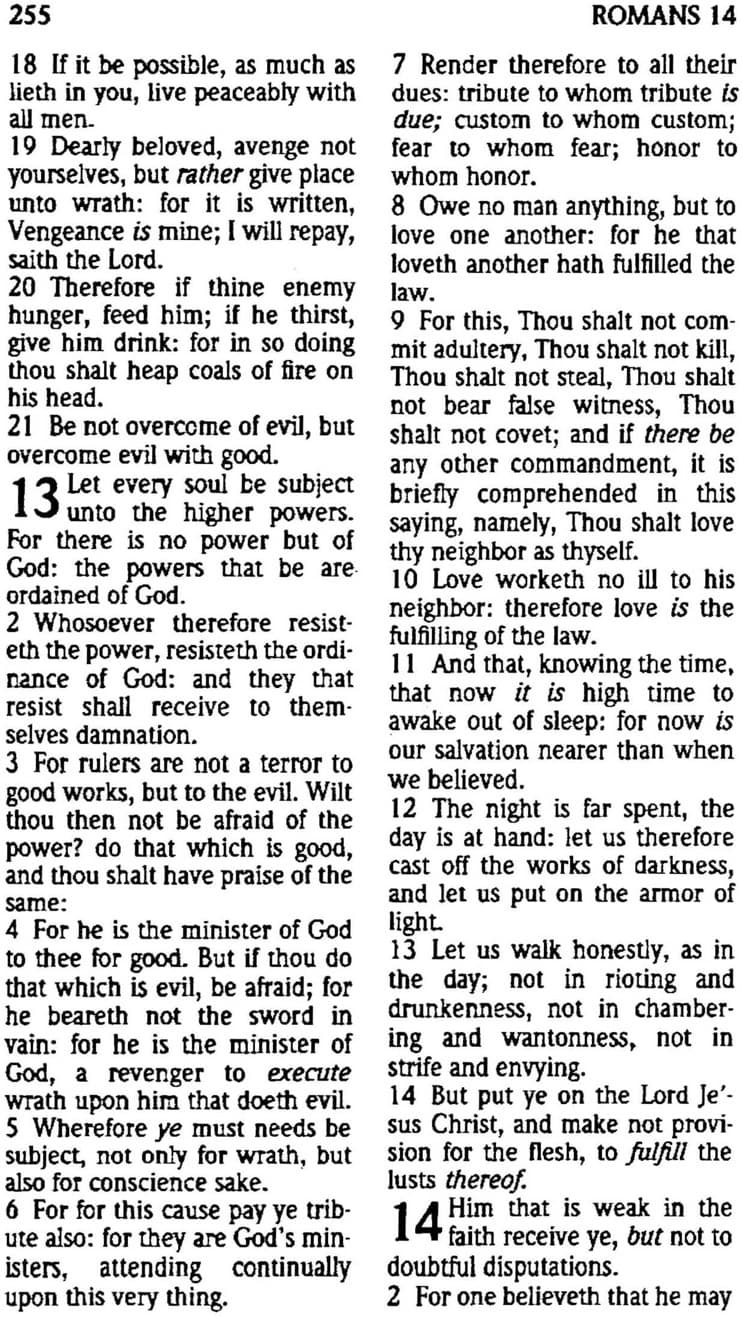 255
ROMANS 14
18 If it be possible, as much as
lieth in you, live peaceably with
all men.
19 Dearly beloved, avenge not
yourselves, but rather give place
unto wrath: for it is written,
Vengeance is mine; I will repay,
saith the Lord.
20 Therefore if thine enemy
hunger, feed him; if he thirst,
give him drink: for in so doing
thou shalt heap coals of fire on
his head.
21 Be not overcome of evil, but
overcome evil with good.
13 Let every soul be subject
unto the higher powers.
For there is no power but of
God: the powers that be are
ordained of God.
2 Whosoever therefore resist-
eth the power, resisteth the ordi-
nance of God: and they that
resist shall receive to them-
selves damnation.
3 For rulers are not a terror to
good works, but to the evil. Wilt
thou then not be afraid of the
power? do that which is good,
and thou shalt have praise of the
same:
4 For he is the minister of God
to thee for good. But if thou do
that which is evil, be afraid; for
he beareth not the sword in
vain: for he is the minister of
God, a revenger to execute
wrath upon him that doeth evil.
5 Wherefore ye must needs be
subject, not only for wrath, but
also for conscience sake.
6 For for this cause pay ye trib-
ute also: for they are God's min-
isters, attending continually
upon this very thing.
7 Render therefore to all their
dues: tribute to whom tribute is
due; custom to whom custom;
fear to whom fear; honor to
whom honor.
8 Owe no man anything, but to
love one another: for he that
loveth another hath fulfilled the
law.
9 For this, Thou shalt not com-
mit adultery, Thou shalt not kill,
Thou shalt not steal, Thou shalt
not bear false witness, Thou
shalt not covet; and if there be
any other commandment, it is
briefly comprehended in this
saying, namely, Thou shalt love
thy neighbor as thyself.
10 Love worketh no ill to his
neighbor: therefore love is the
fulfilling of the law.
11 And that, knowing the time,
that now it is high time to
awake out of sleep: for now is
our salvation nearer than when
we believed.
12 The night is far spent, the
day is at hand: let us therefore
cast off the works of darkness,
and let us put on the armor of
light.
13 Let us walk honestly, as in
the day; not in rioting and
drunkenness, not in chamber-
ing and wantonness, not in
strife and envying.
14 But put ye on the Lord Je′-
sus Christ, and make not provi-
sion for the flesh, to fulfill the
lusts thereof.
14 Him that is weak in the
faith receive ye, but not to
doubtful disputations.
2 For one believeth that he may